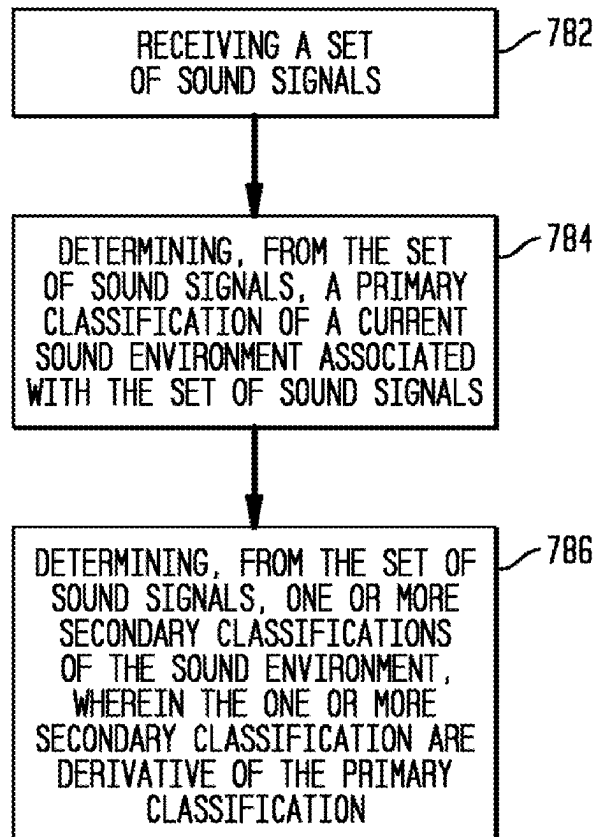 RECEIVING A SET
OF SOUND SIGNALS
782
DETERMINING, FROM THE SET
OF SOUND SIGNALS, A PRIMARY
CLASSIFICATION OF A CURRENT
SOUND ENVIRONMENT ASSOCIATED
WITH THE SET OF SOUND SIGNALS
784
DETERMINING, FROM THE SET OF
SOUND SIGNALS, ONE OR MORE
SECONDARY CLASSIFICATIONS
OF THE SOUND ENVIRONMENT,
WHEREIN THE ONE OR MORE
SECONDARY CLASSIFICATION ARE
DERIVATIVE OF THE PRIMARY
CLASSIFICATION
786